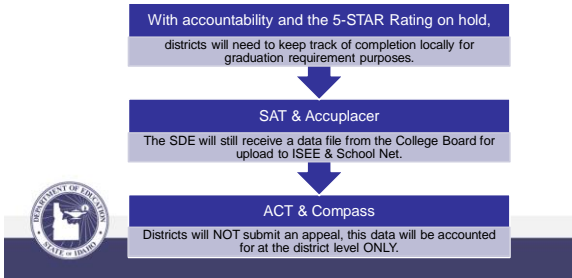 With accountability and the 5-STAR Rating on hold,
districts will need to keep track of completion locally for
graduation requirement purposes.
SAT & Accuplacer
The SDE will still receive a data file from the College Board for
upload to ISEE & School Net.
ACT & Compass
Districts will NOT submit an appeal, this data will be accounted
for at the district level ONLY.
DEPARTMENT OF EDUCATION
STATE OF IDAHO